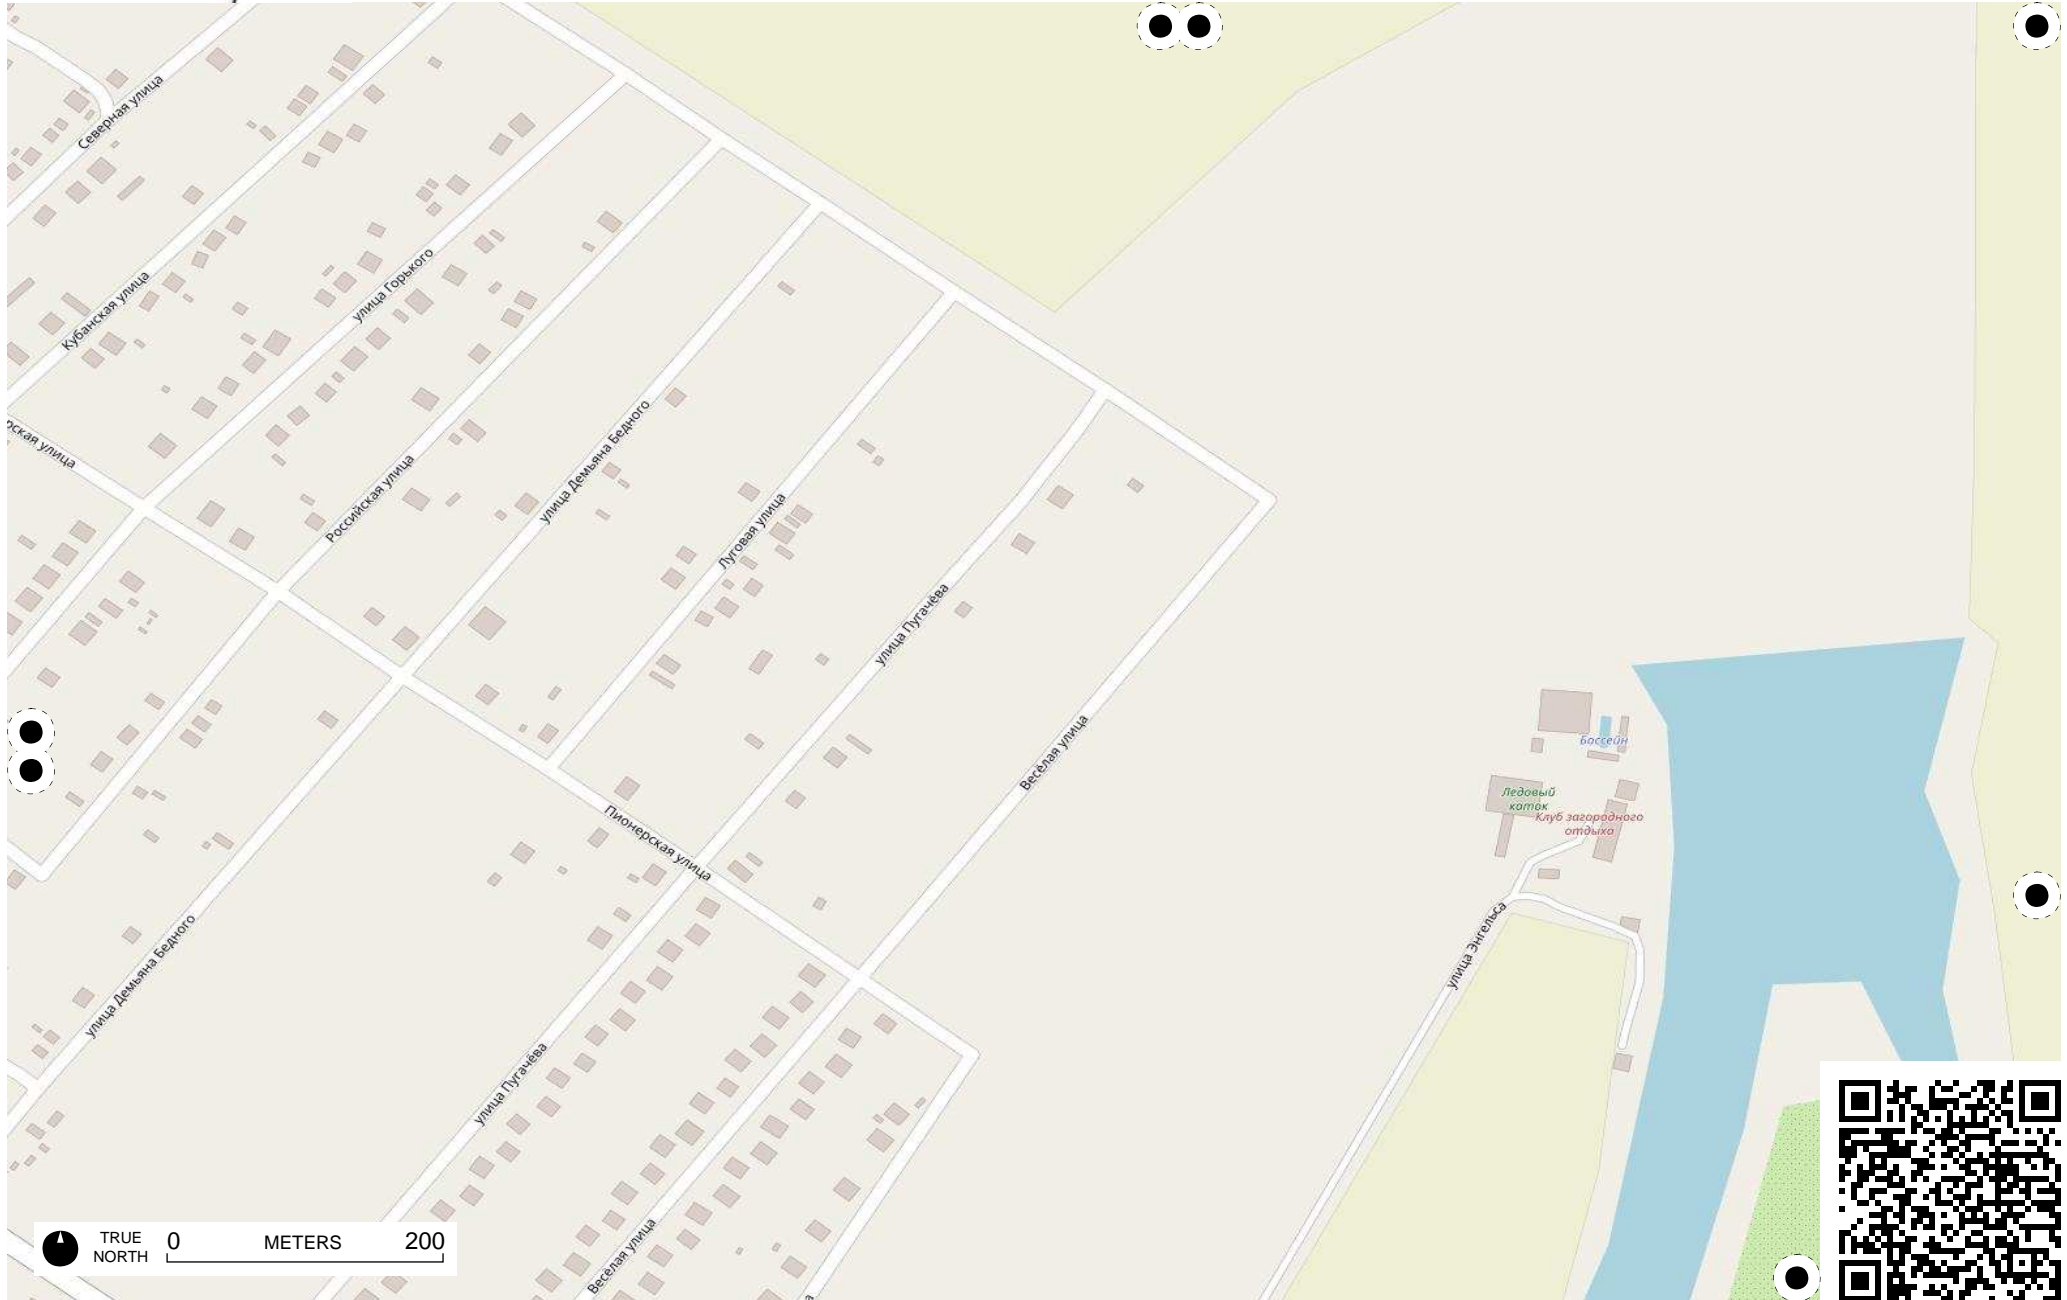 Северная улица
Кубанская улица
улица Горького
рская улица
Российская улица
улица Демьяна Бедного
Луговая улица
улица Пугачёва
Весёлая улица
Бассейн
Ледовый
каток
Клуб загородного
отдыха
Пионерская улица
улица Энгельса
улица Демьяна Бедного
улица Пугачёва
Весёлая улица
TRUE
NORTH
0 METERS 200